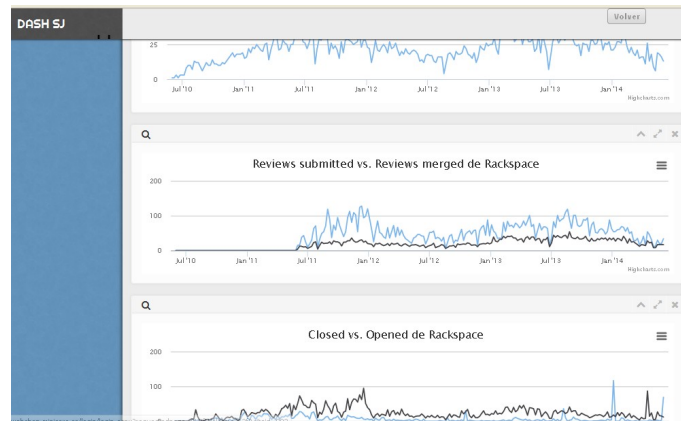 DASH SJ
Volver
25
0
Jul '10 Jan '11 Jul '11 Jan '12 Jul '12 Jan '13 Jul '13 Jan '14
Highcharts.com
Reviews submitted vs. Reviews merged de Rackspace
200
100
0
Jul '10 Jan '11 Jul '11 Jan '12 Jul '12 Jan '13 Jul '13 Jan '14
Highcharts.com
Closed vs. Opened de Rackspace
200
100